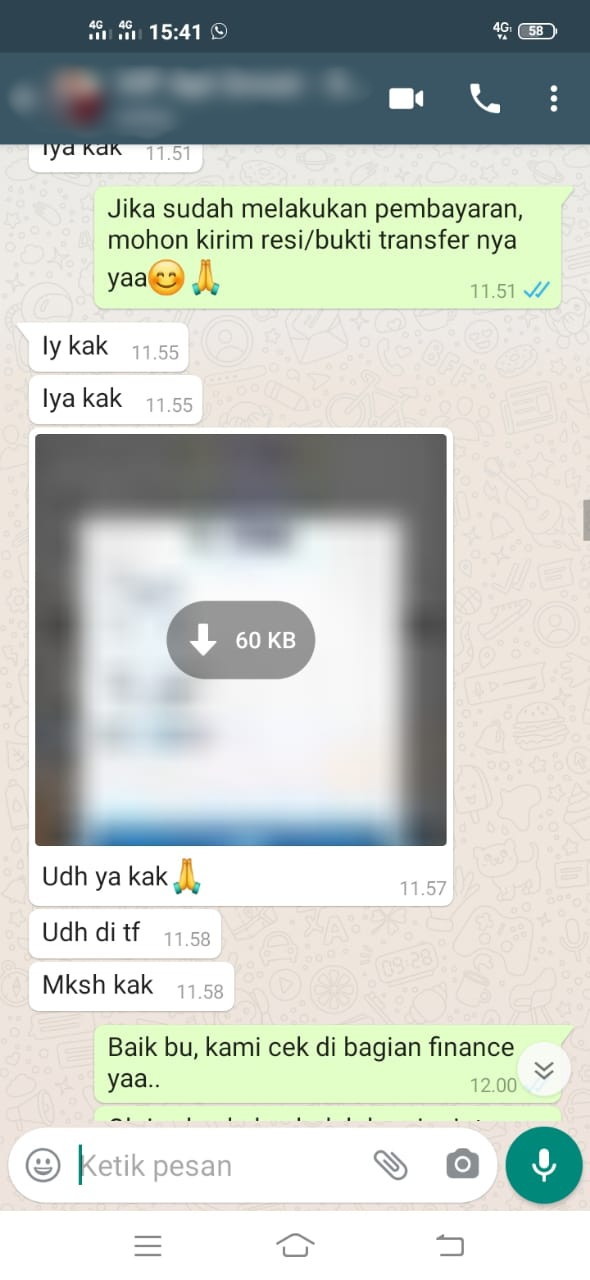 4G 4G 15:41 4G 58
Iya kak 11.51
Jika sudah melakukan pembayaran,
mohon kirim resi/bukti transfer nya
yaa😊🙏 11.51
Iy kak 11.55
Iya kak 11.55
60 KB
Udh ya kak🙏 11.57
Udh di tf 11.58
Mksh kak 11.58
Baik bu, kami cek di bagian finance
yaa.. 12.00
Ketik pesan